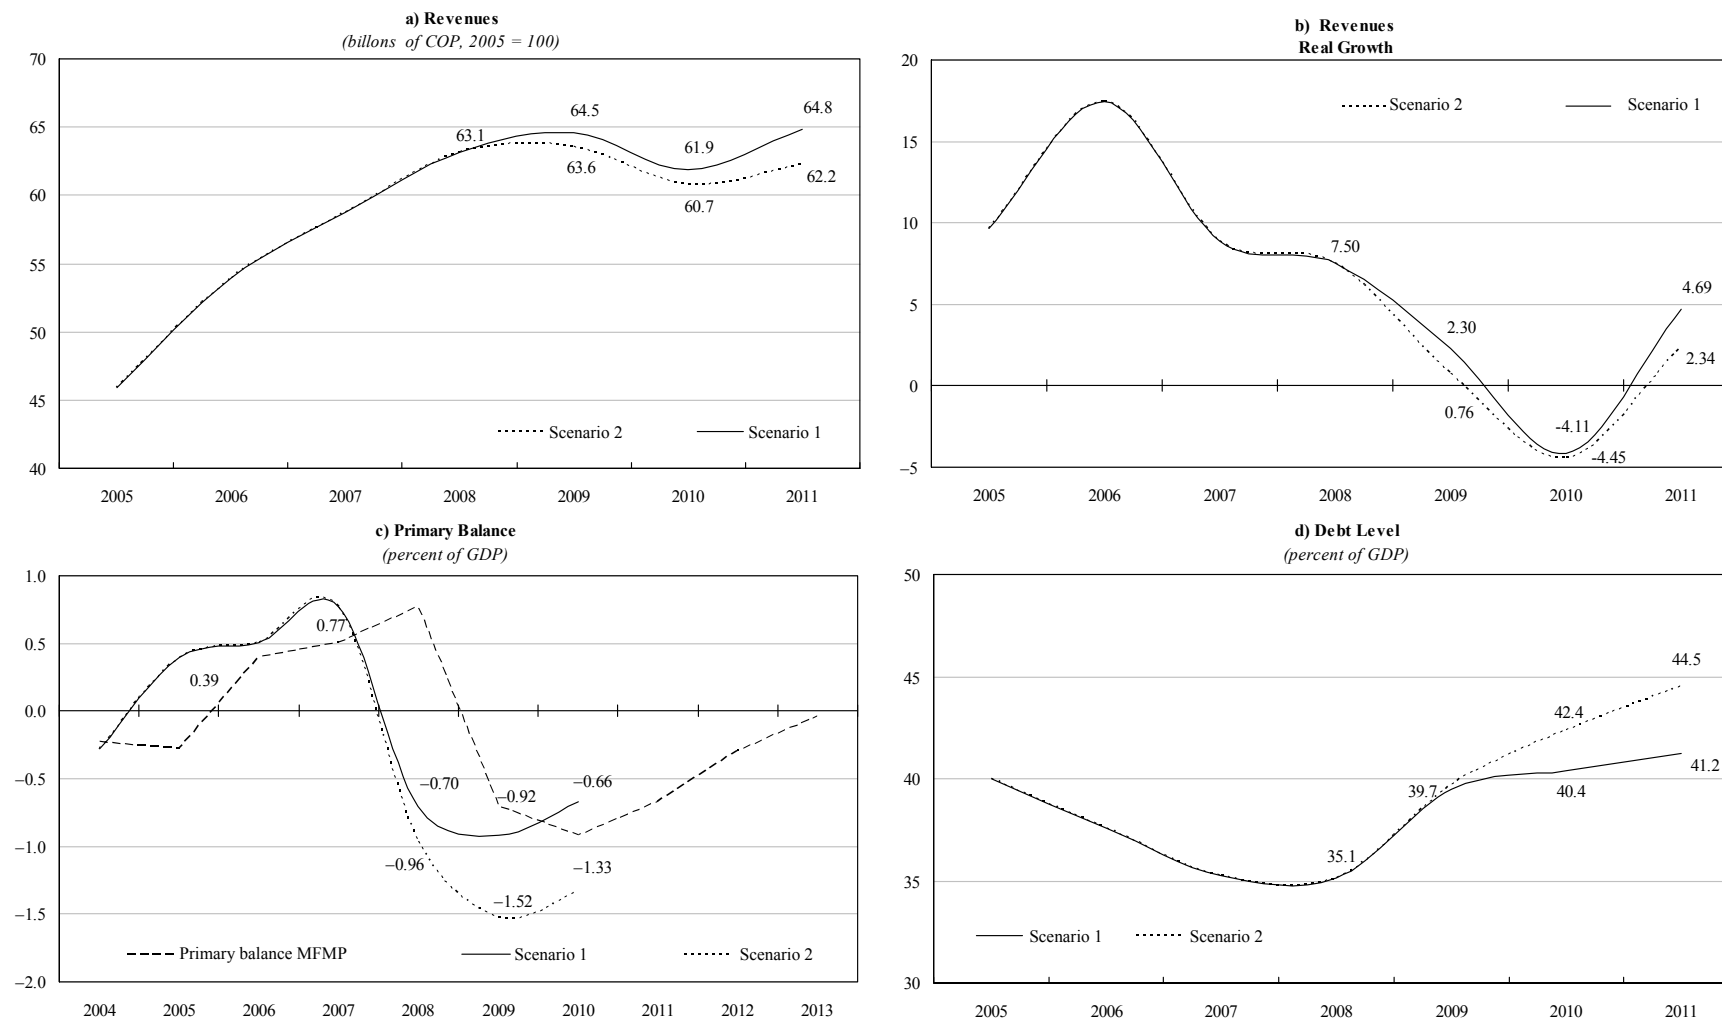 a) Revenues
(billons of COP, 2005 = 100)
70
65
60
55
50
45
40
63.1
64.5
63.6
61.9
60.7
64.8
62.2
Scenario 2
Scenario 1
2005 2006 2007 2008 2009 2010 2011
b) Revenues
Real Growth
20
15
10
5
0
–5
Scenario 2
Scenario 1
7.50
2.30
0.76
-4.11
-4.45
4.69
2.34
2005 2006 2007 2008 2009 2010 2011
c) Primary Balance
(percent of GDP)
1.0
0.5
0.0
–0.5
–1.0
–1.5
–2.0
0.39
0.77
–0.70
–0.92
–0.66
–0.96
–1.33
–1.52
Primary balance MFMP
Scenario 1
Scenario 2
2004 2005 2006 2007 2008 2009 2010 2011 2012 2013
d) Debt Level
(percent of GDP)
50
45
40
35
30
35.1
39.7
42.4
40.4
44.5
41.2
Scenario 1
Scenario 2
2005 2006 2007 2008 2009 2010 2011